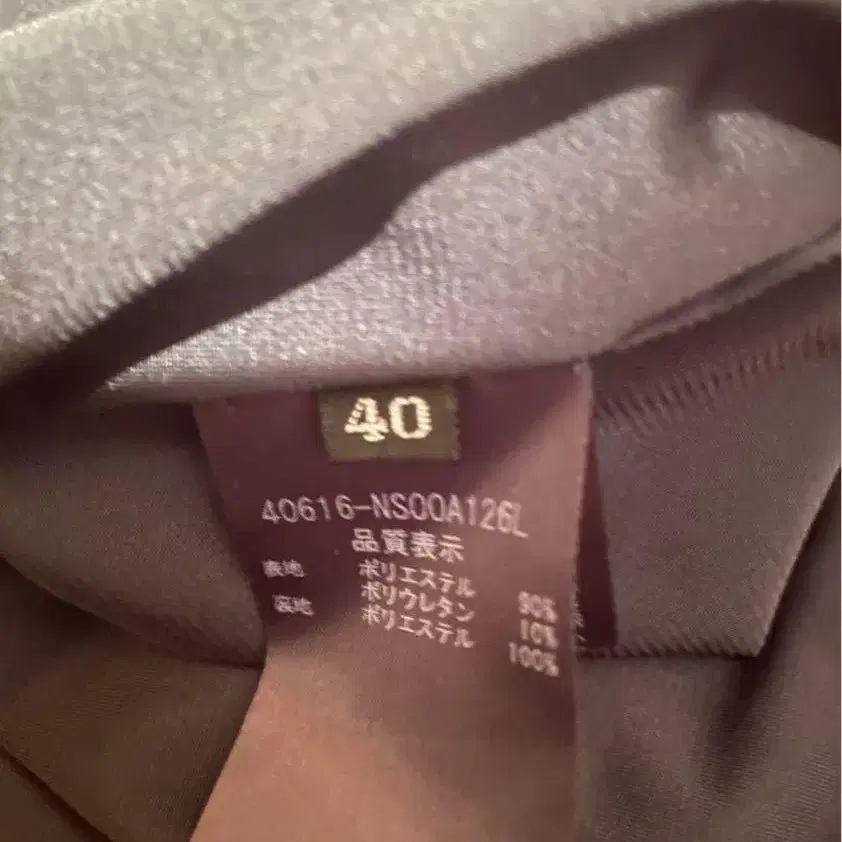 40
40616-NS00A126L
品質表示
表地 ポリエステル 90%
ポリウレタン 10%
裏地 ポリエステル 100%